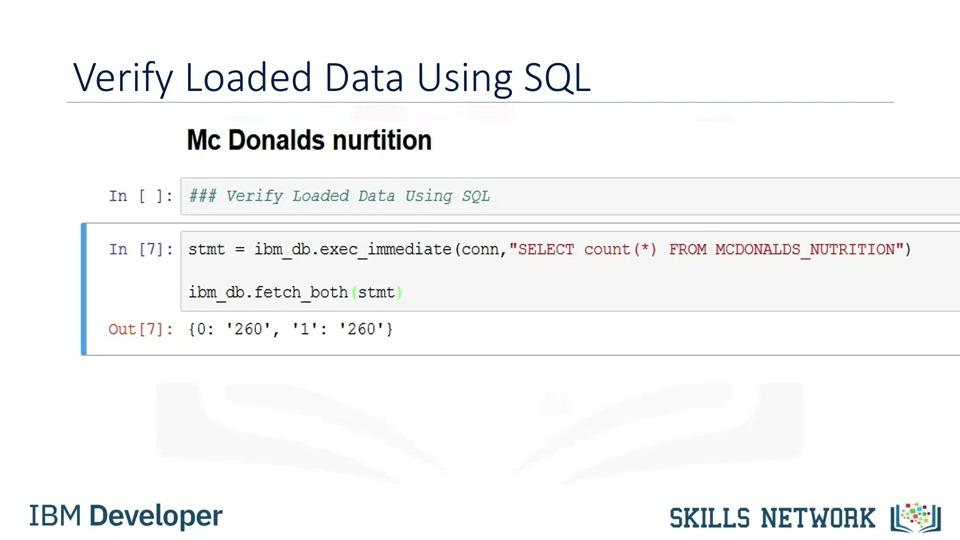 Verify Loaded Data Using SQL
Mc Donalds nurtition
In [ ]: ### Verify Loaded Data Using SQL
In [7]: stmt = ibm_db.exec_immediate(conn,"SELECT count(*) FROM MCDONALDS_NUTRITION")
ibm_db.fetch_both(stmt)
Out[7]: {0: '260', '1': '260'}
IBM Developer
SKILLS NETWORK